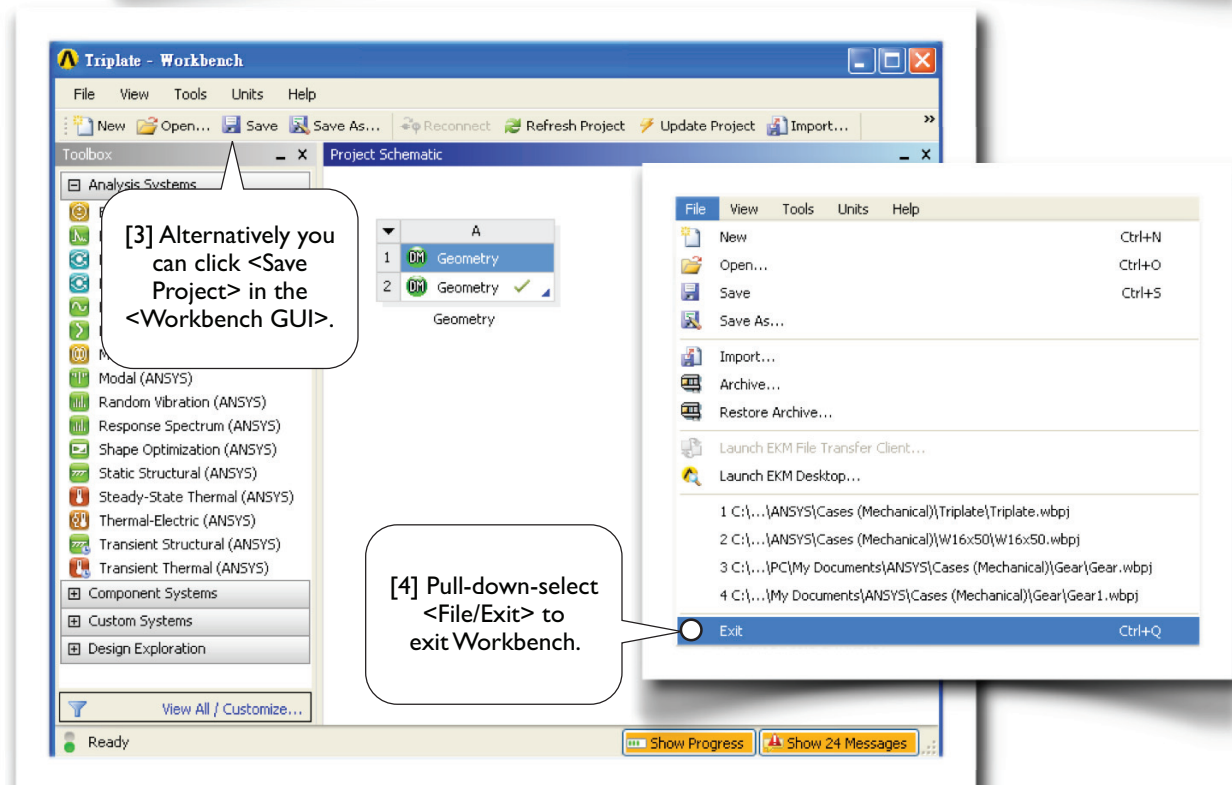 Triplate - Workbench
File View Tools Units Help
New Open... Save Save As... Reconnect Refresh Project Update Project Import... »
Toolbox
Project Schematic
Analysis Systems
[3] Alternatively you
can click <Save
Project> in the
<Workbench GUI>.
Modal (ANSYS)
Random Vibration (ANSYS)
Response Spectrum (ANSYS)
Shape Optimization (ANSYS)
Static Structural (ANSYS)
Steady-State Thermal (ANSYS)
Thermal-Electric (ANSYS)
Transient Structural (ANSYS)
Transient Thermal (ANSYS)
Component Systems
Custom Systems
Design Exploration
View All / Customize...
A
1 DM Geometry
2 DM Geometry
Geometry
[4] Pull-down-select
<File/Exit> to
exit Workbench.
File View Tools Units Help
New Ctrl+N
Open... Ctrl+O
Save Ctrl+S
Save As...
Import...
Archive...
Restore Archive...
Launch EKM File Transfer Client...
Launch EKM Desktop...
1 C:\...\ANSYS\Cases (Mechanical)\Triplate\Triplate.wbpj
2 C:\...\ANSYS\Cases (Mechanical)\W16x50\W16x50.wbpj
3 C:\...\PC\My Documents\ANSYS\Cases (Mechanical)\Gear\Gear.wbpj
4 C:\...\My Documents\ANSYS\Cases (Mechanical)\Gear\Gear1.wbpj
Exit Ctrl+Q
Ready
Show Progress
Show 24 Messages